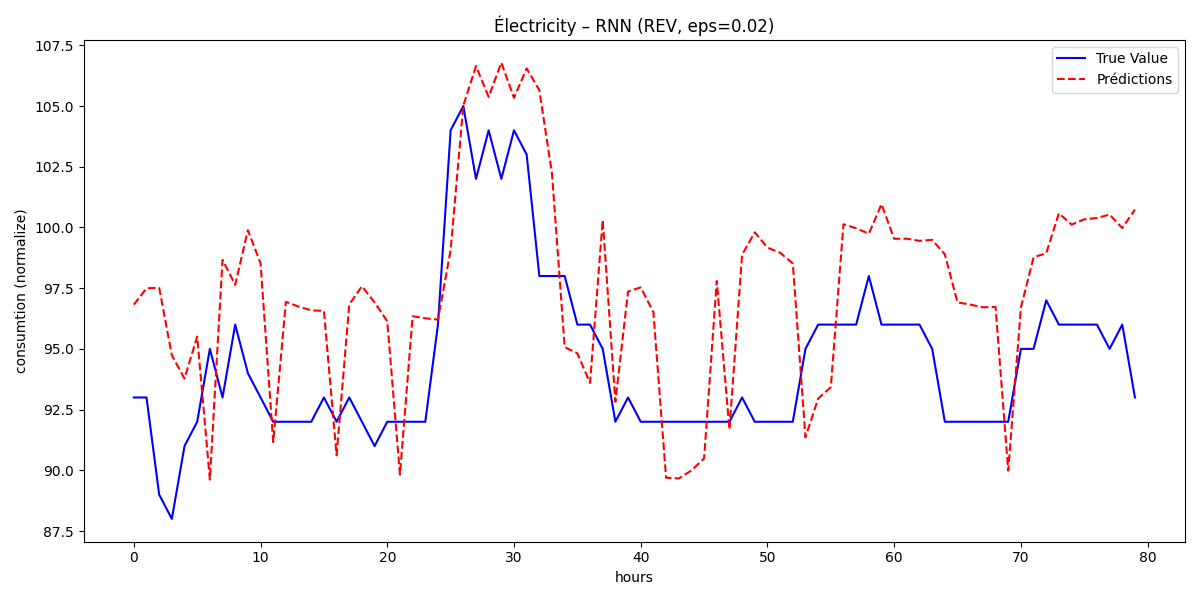 Électricity – RNN (REV, eps=0.02)
True Value
Prédictions
consumtion (normalize)
107.5
105.0
102.5
100.0
97.5
95.0
92.5
90.0
87.5
0 10 20 30 40 50 60 70 80
hours